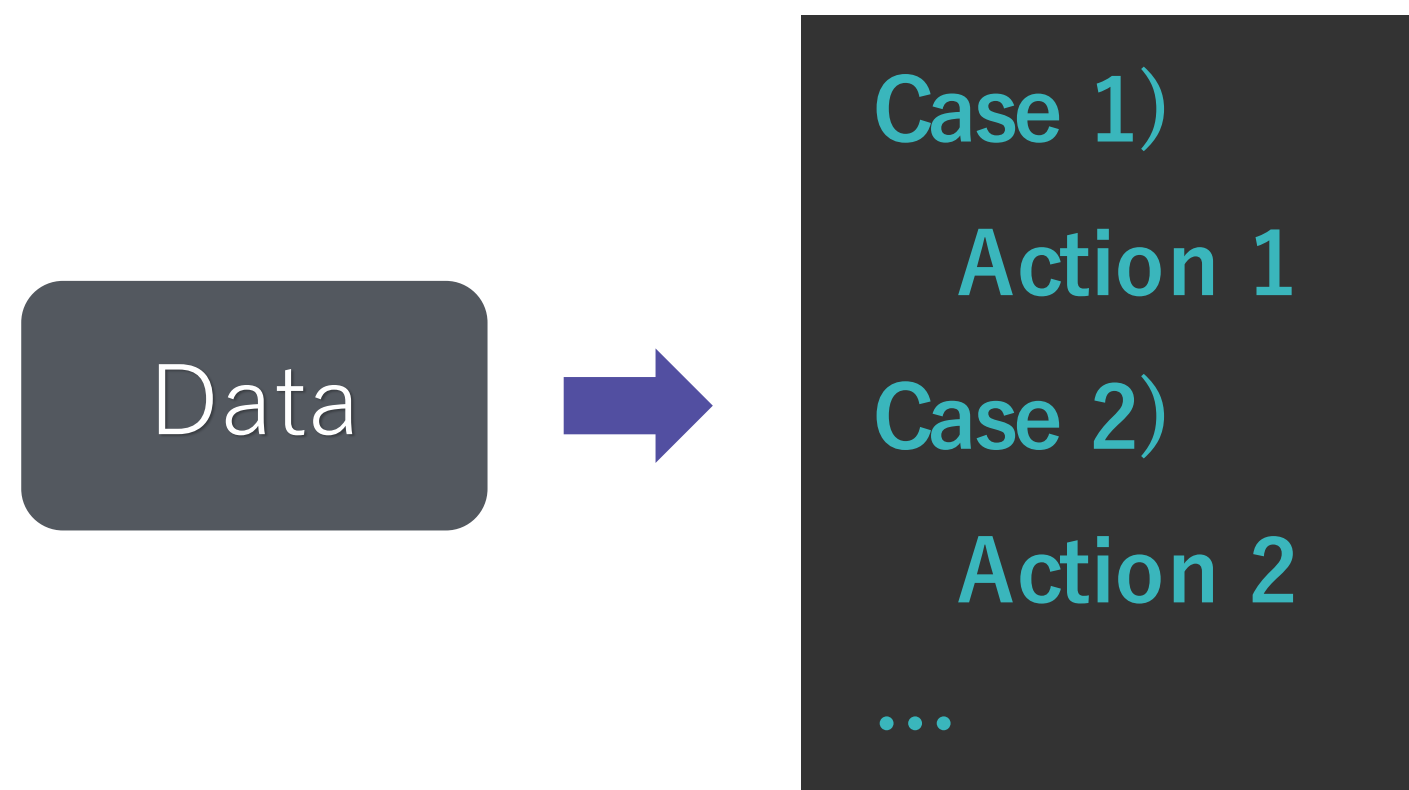 Data
Case 1)
Action 1
Case 2)
Action 2
...